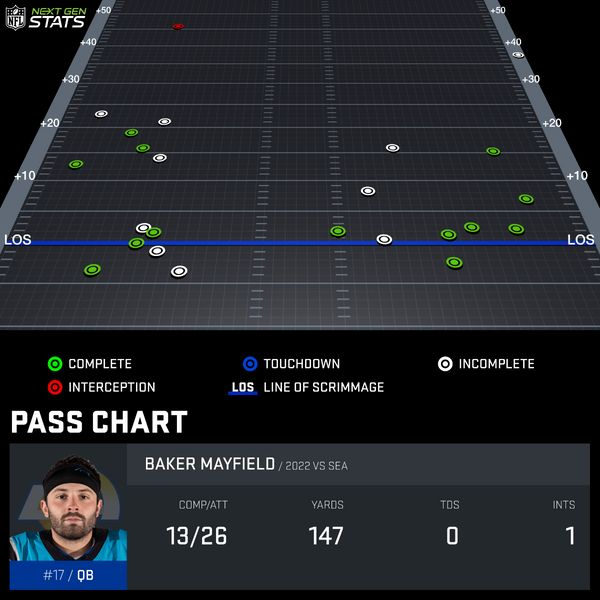 NFL NEXT GEN STATS
+50 +50
+40 +40
+30 +30
+20 +20
+10 +10
LOS LOS
COMPLETE TOUCHDOWN INCOMPLETE
INTERCEPTION LOS LINE OF SCRIMMAGE
PASS CHART
BAKER MAYFIELD / 2022 VS SEA
COMP/ATT YARDS TDS INTS
13/26 147 0 1
#17 / QB